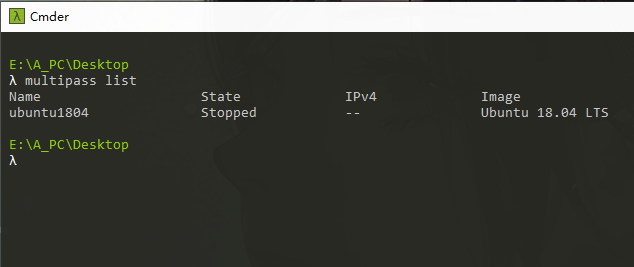 λ Cmder
E:\A_PC\Desktop
λ multipass list
Name State IPv4 Image
ubuntu1804 Stopped -- Ubuntu 18.04 LTS
E:\A_PC\Desktop
λ